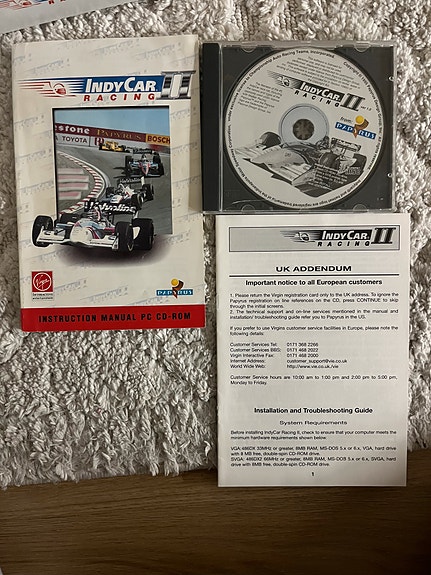 INDYCAR II
RACING
Firestone PAPYRUS BOSCH
TOYOTA
Valvoline
Virgin
PAPYRUS
INSTRUCTION MANUAL PC CD-ROM
INDYCAR II
RACING
Ver 1.0
from
PAPYRUS
INDYCAR II
RACING
UK ADDENDUM
Important notice to all European customers
1. Please return the Virgin registration card only to the UK address. To ignore the
Papyrus registration screen on line references on the CD, press CONTINUE to skip
through the initial screens.
2. The technical support and on-line services mentioned in the manual and
installation/ troubleshooting guide refer you to Papyrus in the US.
If you prefer to use Virgins customer service facilities in Europe, please note the
following details:
Customer Services Tel: 0171 368 2266
Customer Services BBS: 0171 468 2022
Virgin Interactive Fax: 0171 468 2000
Internet Address: customer_support@vie.co.uk
World Wide Web: http://www.vie.co.uk/vie
Customer Service hours are 10:00 am to 1:00 pm and 2:00 pm to 5:00 pm,
Monday to Friday.
Installation and Troubleshooting Guide
System Requirements
Before installing IndyCar Racing II, check to ensure that your computer meets the
minimum hardware requirements shown below.
VGA:486DX 33MHz or greater, 8MB RAM, MS-DOS 5.x or 6.x, VGA, hard drive
with 8 MB free, double-spin CD-ROM drive.
SVGA: 486DX2 66MHz or greater, 8MB RAM, MS-DOS 5.x or 6.x, SVGA, hard
drive with 8MB free, double-spin CD-ROM drive.
1